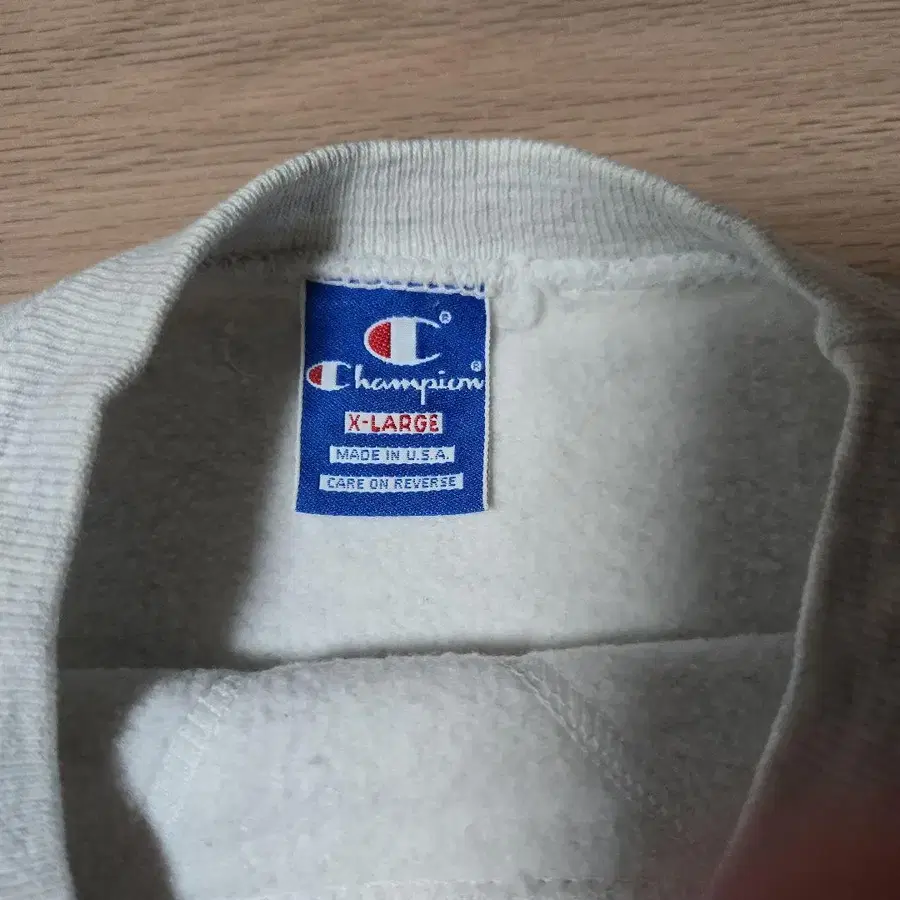 ®
Champion®
X-LARGE
MADE IN U.S.A.
CARE ON REVERSE